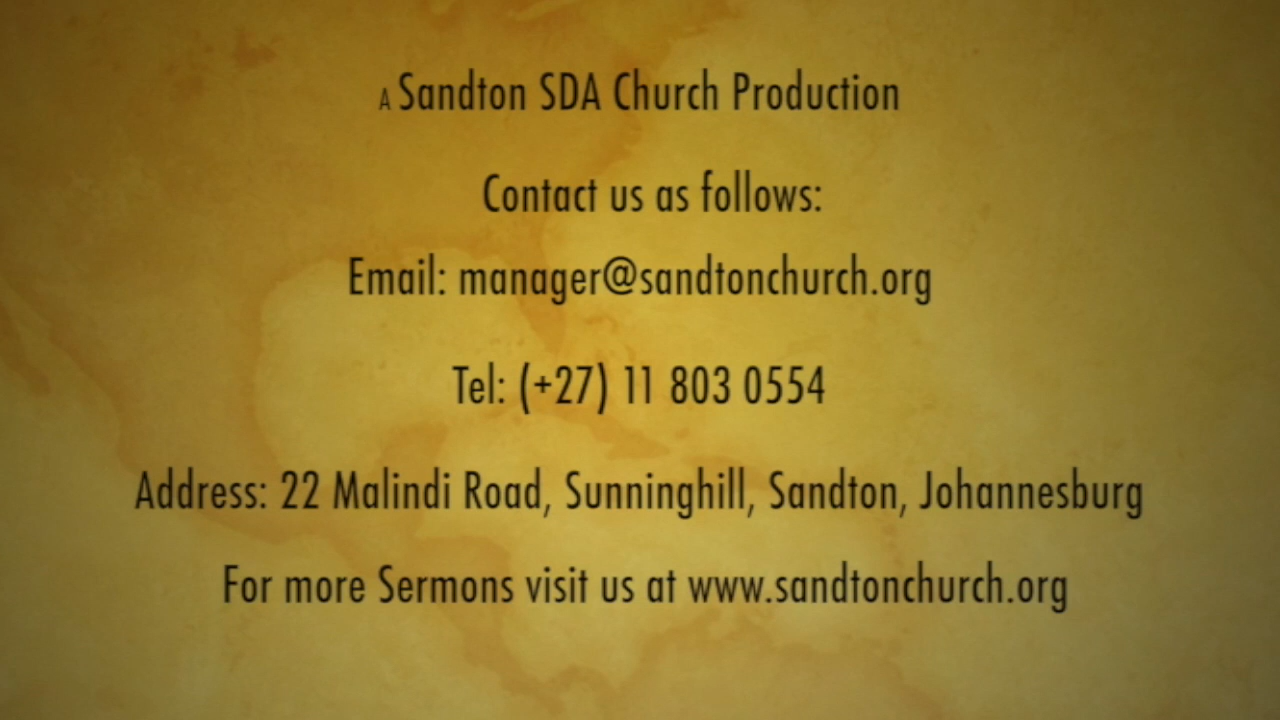 A Sandton SDA Church Production
Contact us as follows:
Email: manager@sandtonchurch.org
Tel: (+27) 11 803 0554
Address: 22 Malindi Road, Sunninghill, Sandton, Johannesburg
For more Sermons visit us at www.sandtonchurch.org